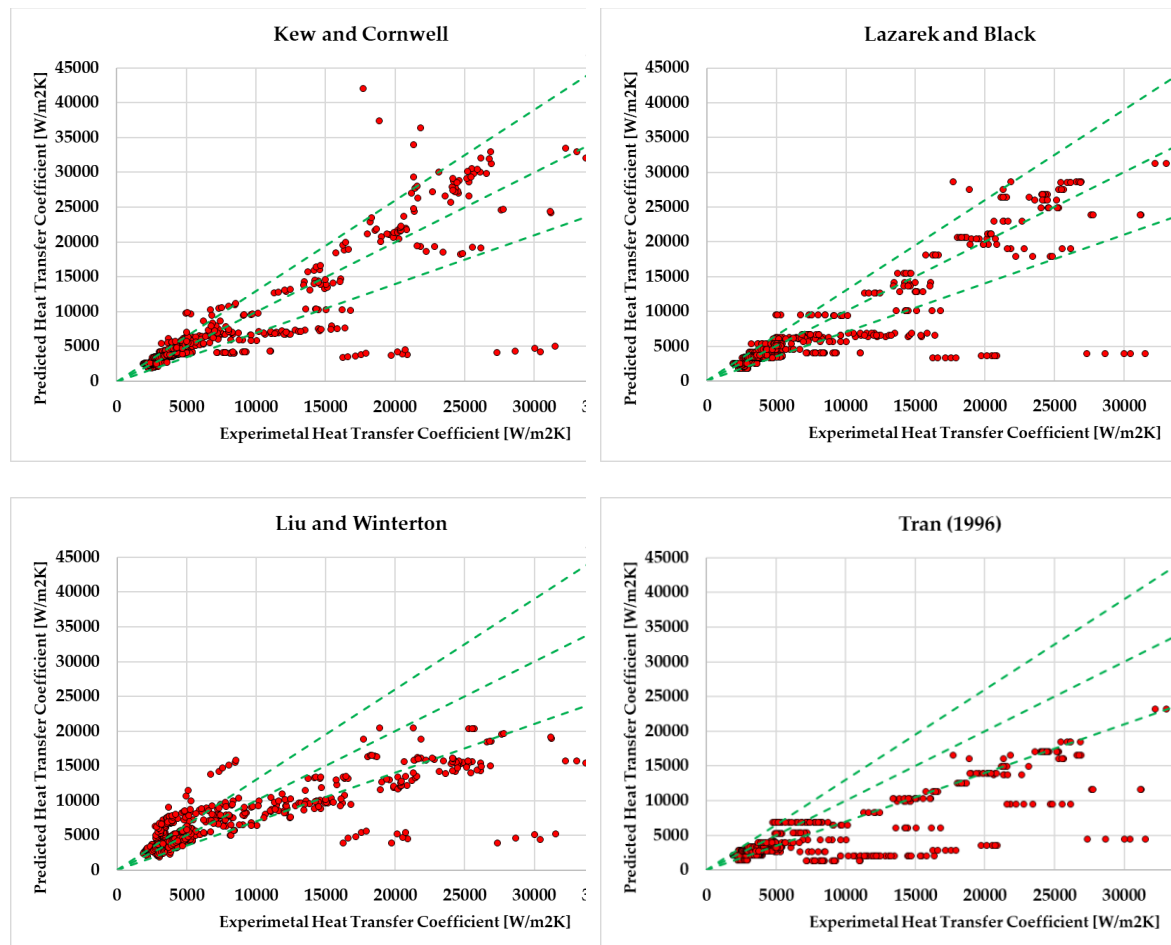 Kew and Cornwell
45000
40000
35000
30000
25000
20000
15000
10000
5000
0
Predicted Heat Transfer Coefficient [W/m2K]
0 5000 10000 15000 20000 25000 30000 3
Experimetal Heat Transfer Coefficient [W/m2K]
Lazarek and Black
45000
40000
35000
30000
25000
20000
15000
10000
5000
0
Predicted Heat Transfer Coefficient [W/m2K]
0 5000 10000 15000 20000 25000 30000
Experimetal Heat Transfer Coefficient [W/m2K]
Liu and Winterton
45000
40000
35000
30000
25000
20000
15000
10000
5000
0
Predicted Heat Transfer Coefficient [W/m2K]
0 5000 10000 15000 20000 25000 30000 3
Experimetal Heat Transfer Coefficient [W/m2K]
Tran (1996)
45000
40000
35000
30000
25000
20000
15000
10000
5000
0
Predicted Heat Transfer Coefficient [W/m2K]
0 5000 10000 15000 20000 25000 30000
Experimetal Heat Transfer Coefficient [W/m2K]